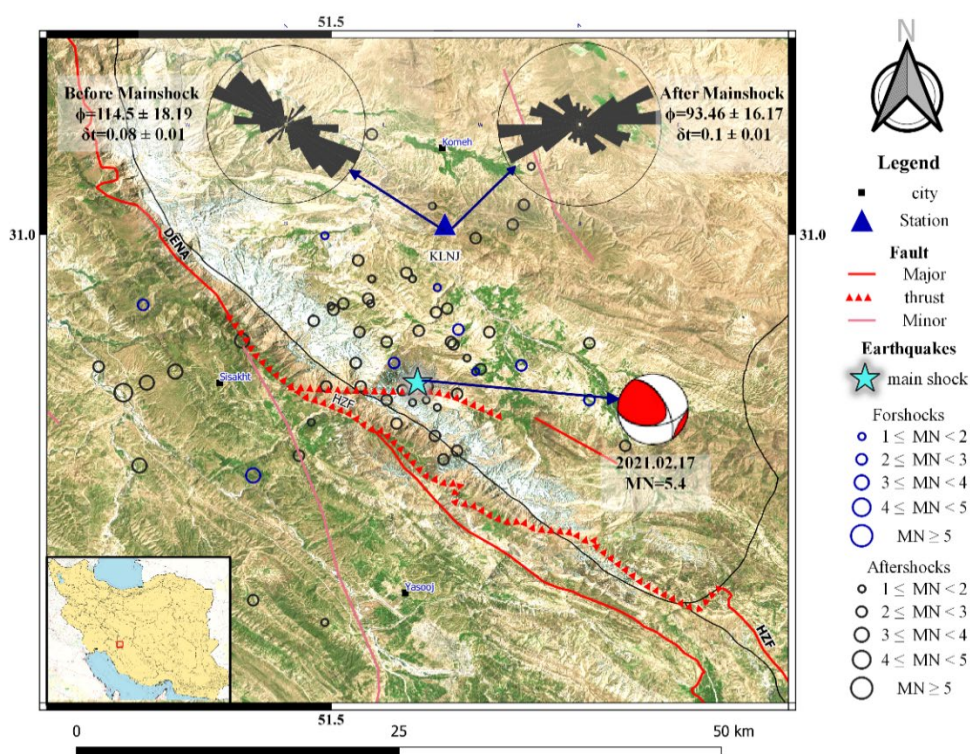 51.5
Before Mainshock
ϕ=114.5 ± 18.19
δt=0.08 ± 0.01
After Mainshock
ϕ=93.46 ± 16.17
δt=0.1 ± 0.01
Komeh
31.0
31.0
KLNJ
DENA
Sisakht
HZF
2021.02.17
MN=5.4
Yasooj
HZF
51.5
0
25
50 km
N
Legend
city
Station
Fault
Major
thrust
Minor
Earthquakes
main shock
Forshocks
1 ≤ MN < 2
2 ≤ MN < 3
3 ≤ MN < 4
4 ≤ MN < 5
MN ≥ 5
Aftershocks
1 ≤ MN < 2
2 ≤ MN < 3
3 ≤ MN < 4
4 ≤ MN < 5
MN ≥ 5